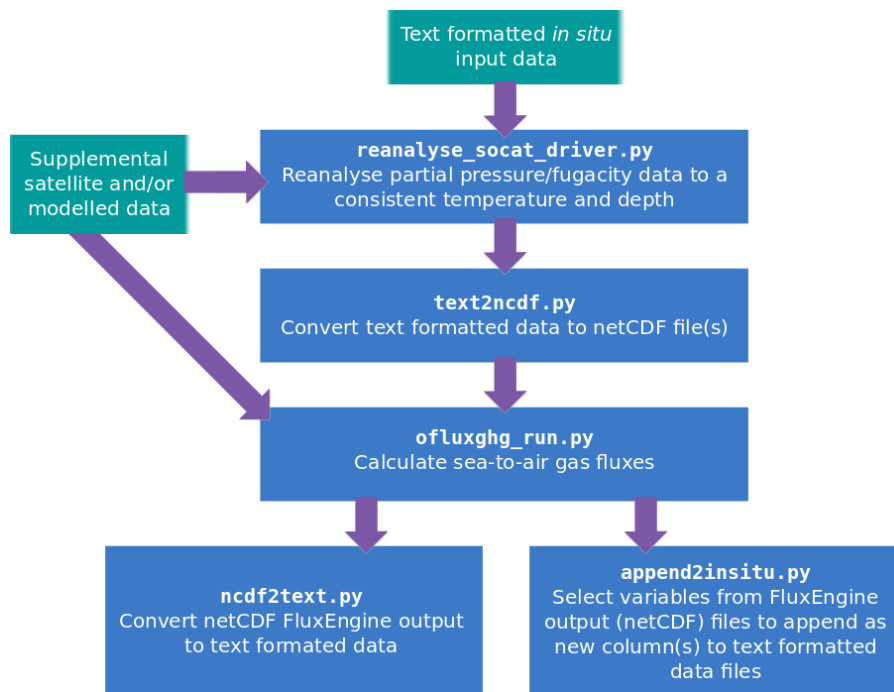 Text formatted in situ
input data
Supplemental
satellite and/or
modelled data
reanalyse_socat_driver.py
Reanalyse partial pressure/fugacity data to a
consistent temperature and depth
text2ncdf.py
Convert text formatted data to netCDF file(s)
ofluxghg_run.py
Calculate sea-to-air gas fluxes
ncdf2text.py
Convert netCDF FluxEngine output
to text formated data
append2insitu.py
Select variables from FluxEngine
output (netCDF) files to append as
new column(s) to text formatted
data files